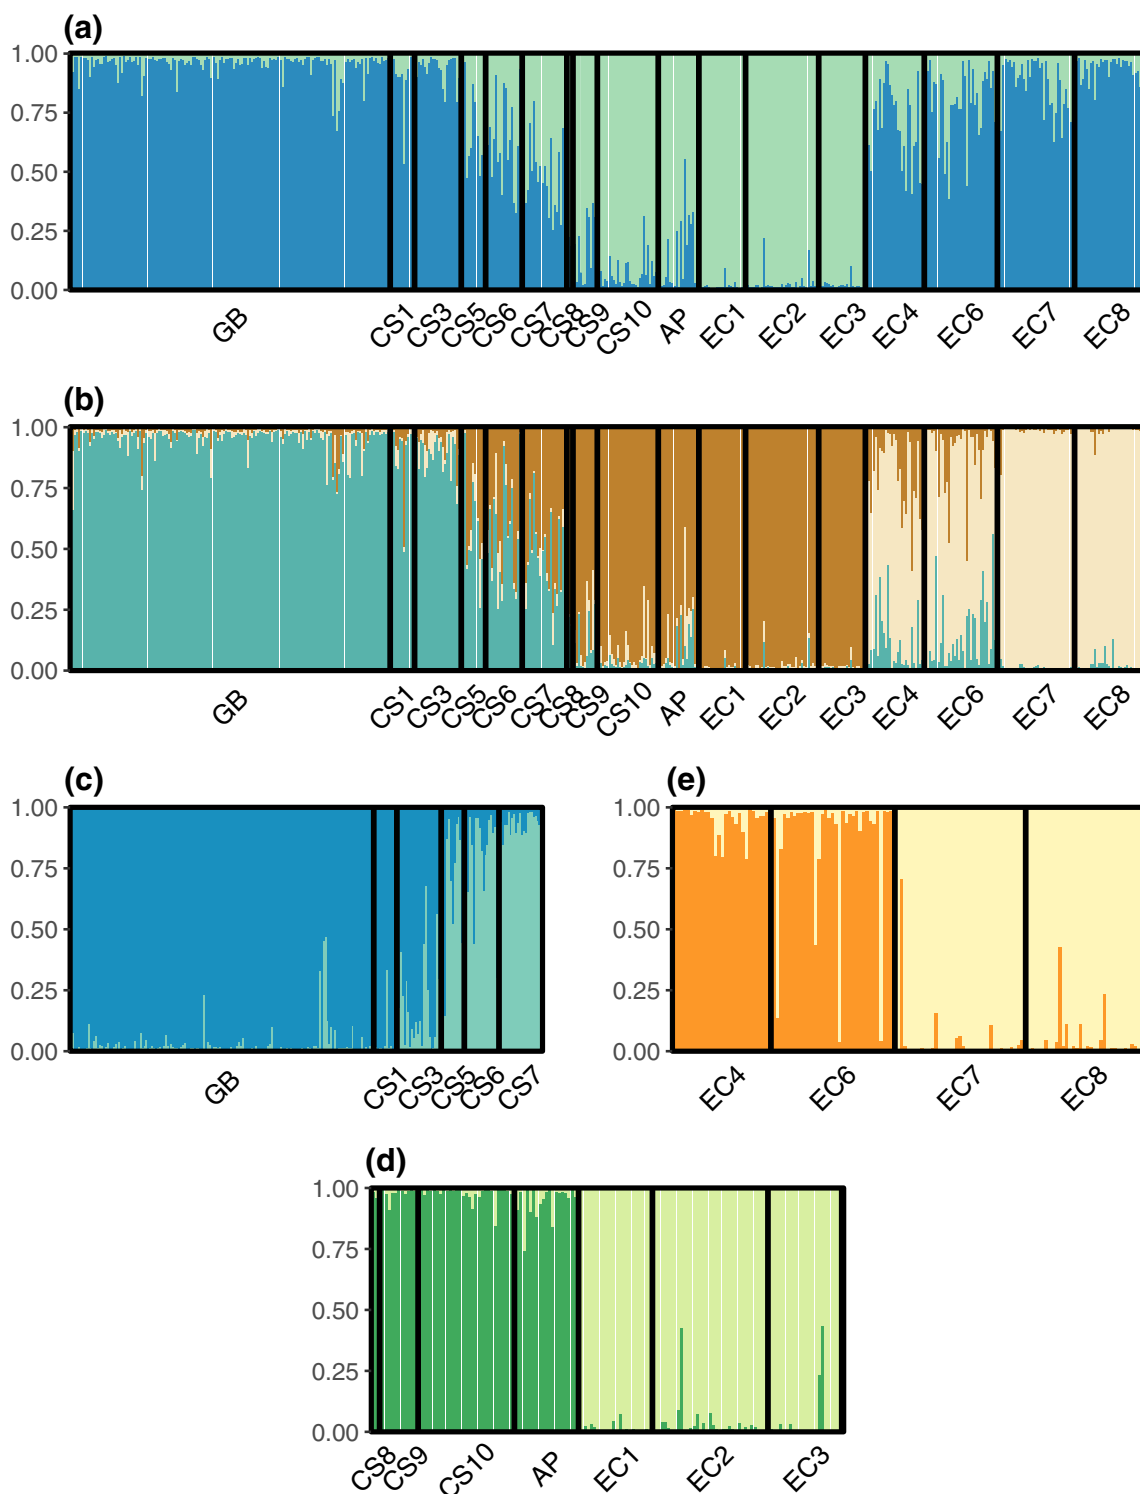 (a)
1.00
0.75
0.50
0.25
0.00
GB CS1 CS3 CS5 CS6 CS7 CS8 CS9 CS10 AP EC1 EC2 EC3 EC4 EC6 EC7 EC8
(b)
1.00
0.75
0.50
0.25
0.00
GB CS1 CS3 CS5 CS6 CS7 CS8 CS9 CS10 AP EC1 EC2 EC3 EC4 EC6 EC7 EC8
(c)
1.00
0.75
0.50
0.25
0.00
GB CS1 CS3 CS5 CS6 CS7
(e)
1.00
0.75
0.50
0.25
0.00
EC4 EC6 EC7 EC8
(d)
1.00
0.75
0.50
0.25
0.00
CS8 CS9 CS10 AP EC1 EC2 EC3